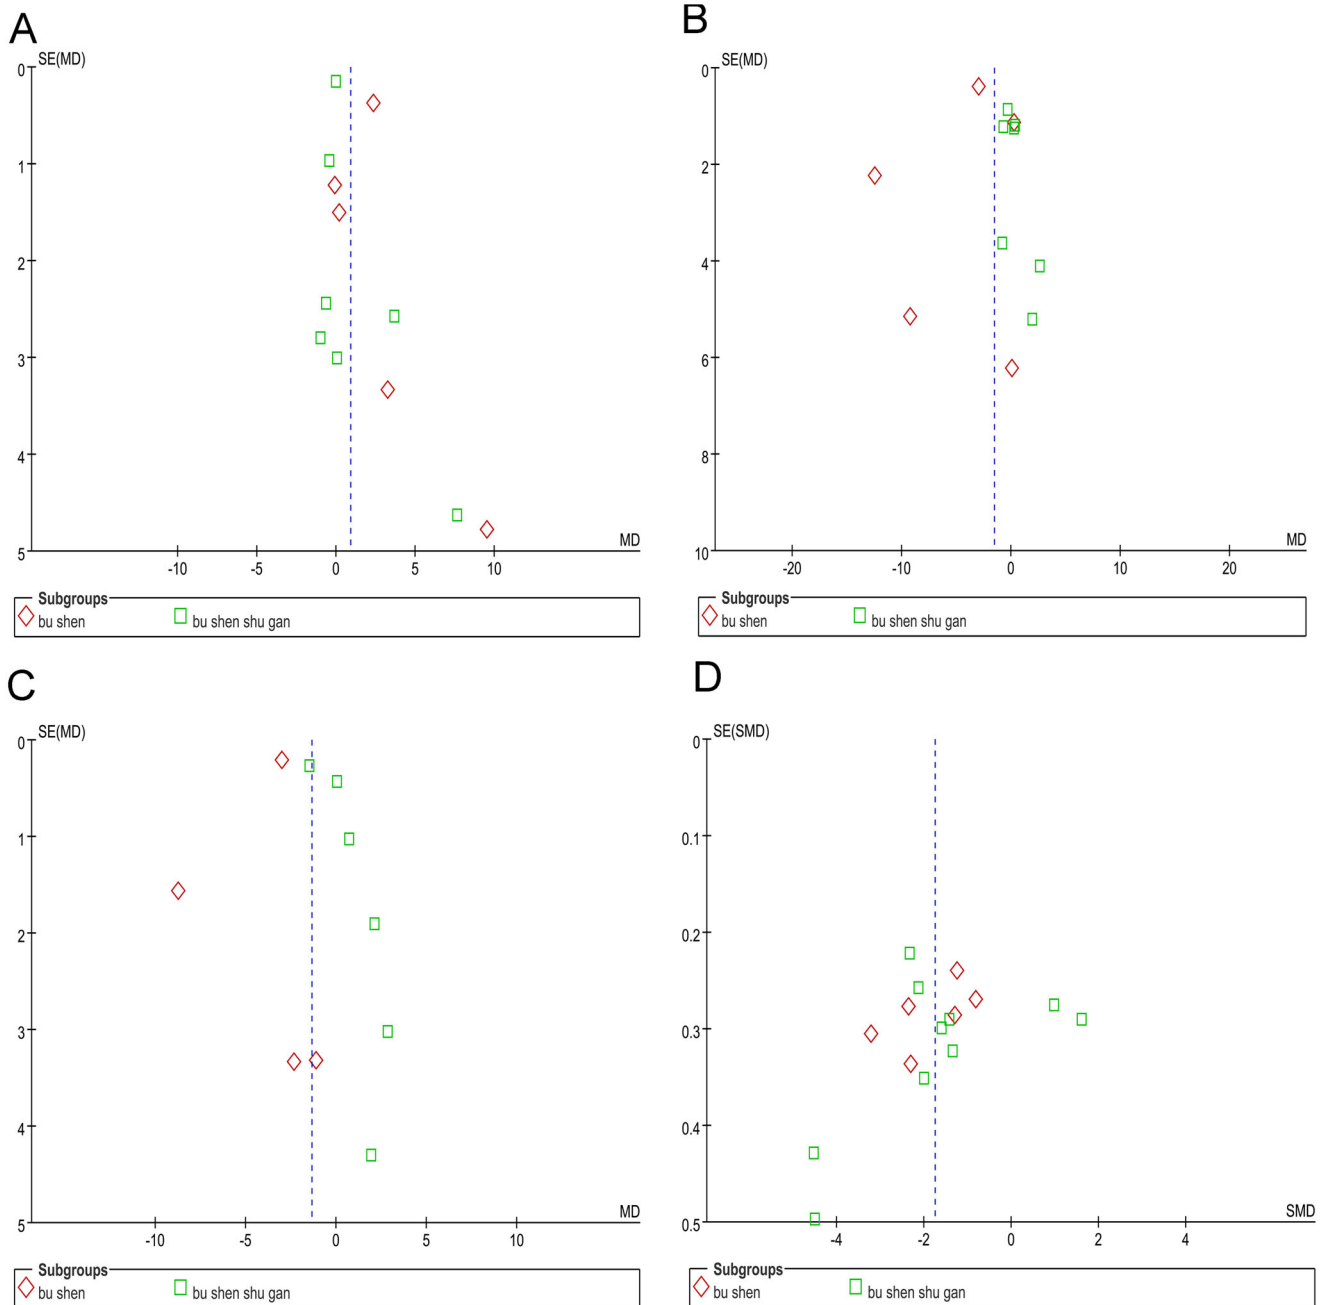 A
SE(MD)
0
1
2
3
4
5
MD
-10 -5 0 5 10
Subgroups
bu shen bu shen shu gan
B
SE(MD)
0
2
4
6
8
10
MD
-20 -10 0 10 20
Subgroups
bu shen bu shen shu gan
C
SE(MD)
0
1
2
3
4
5
MD
-10 -5 0 5 10
Subgroups
bu shen bu shen shu gan
D
SE(SMD)
0
0.1
0.2
0.3
0.4
0.5
SMD
-4 -2 0 2 4
Subgroups
bu shen bu shen shu gan